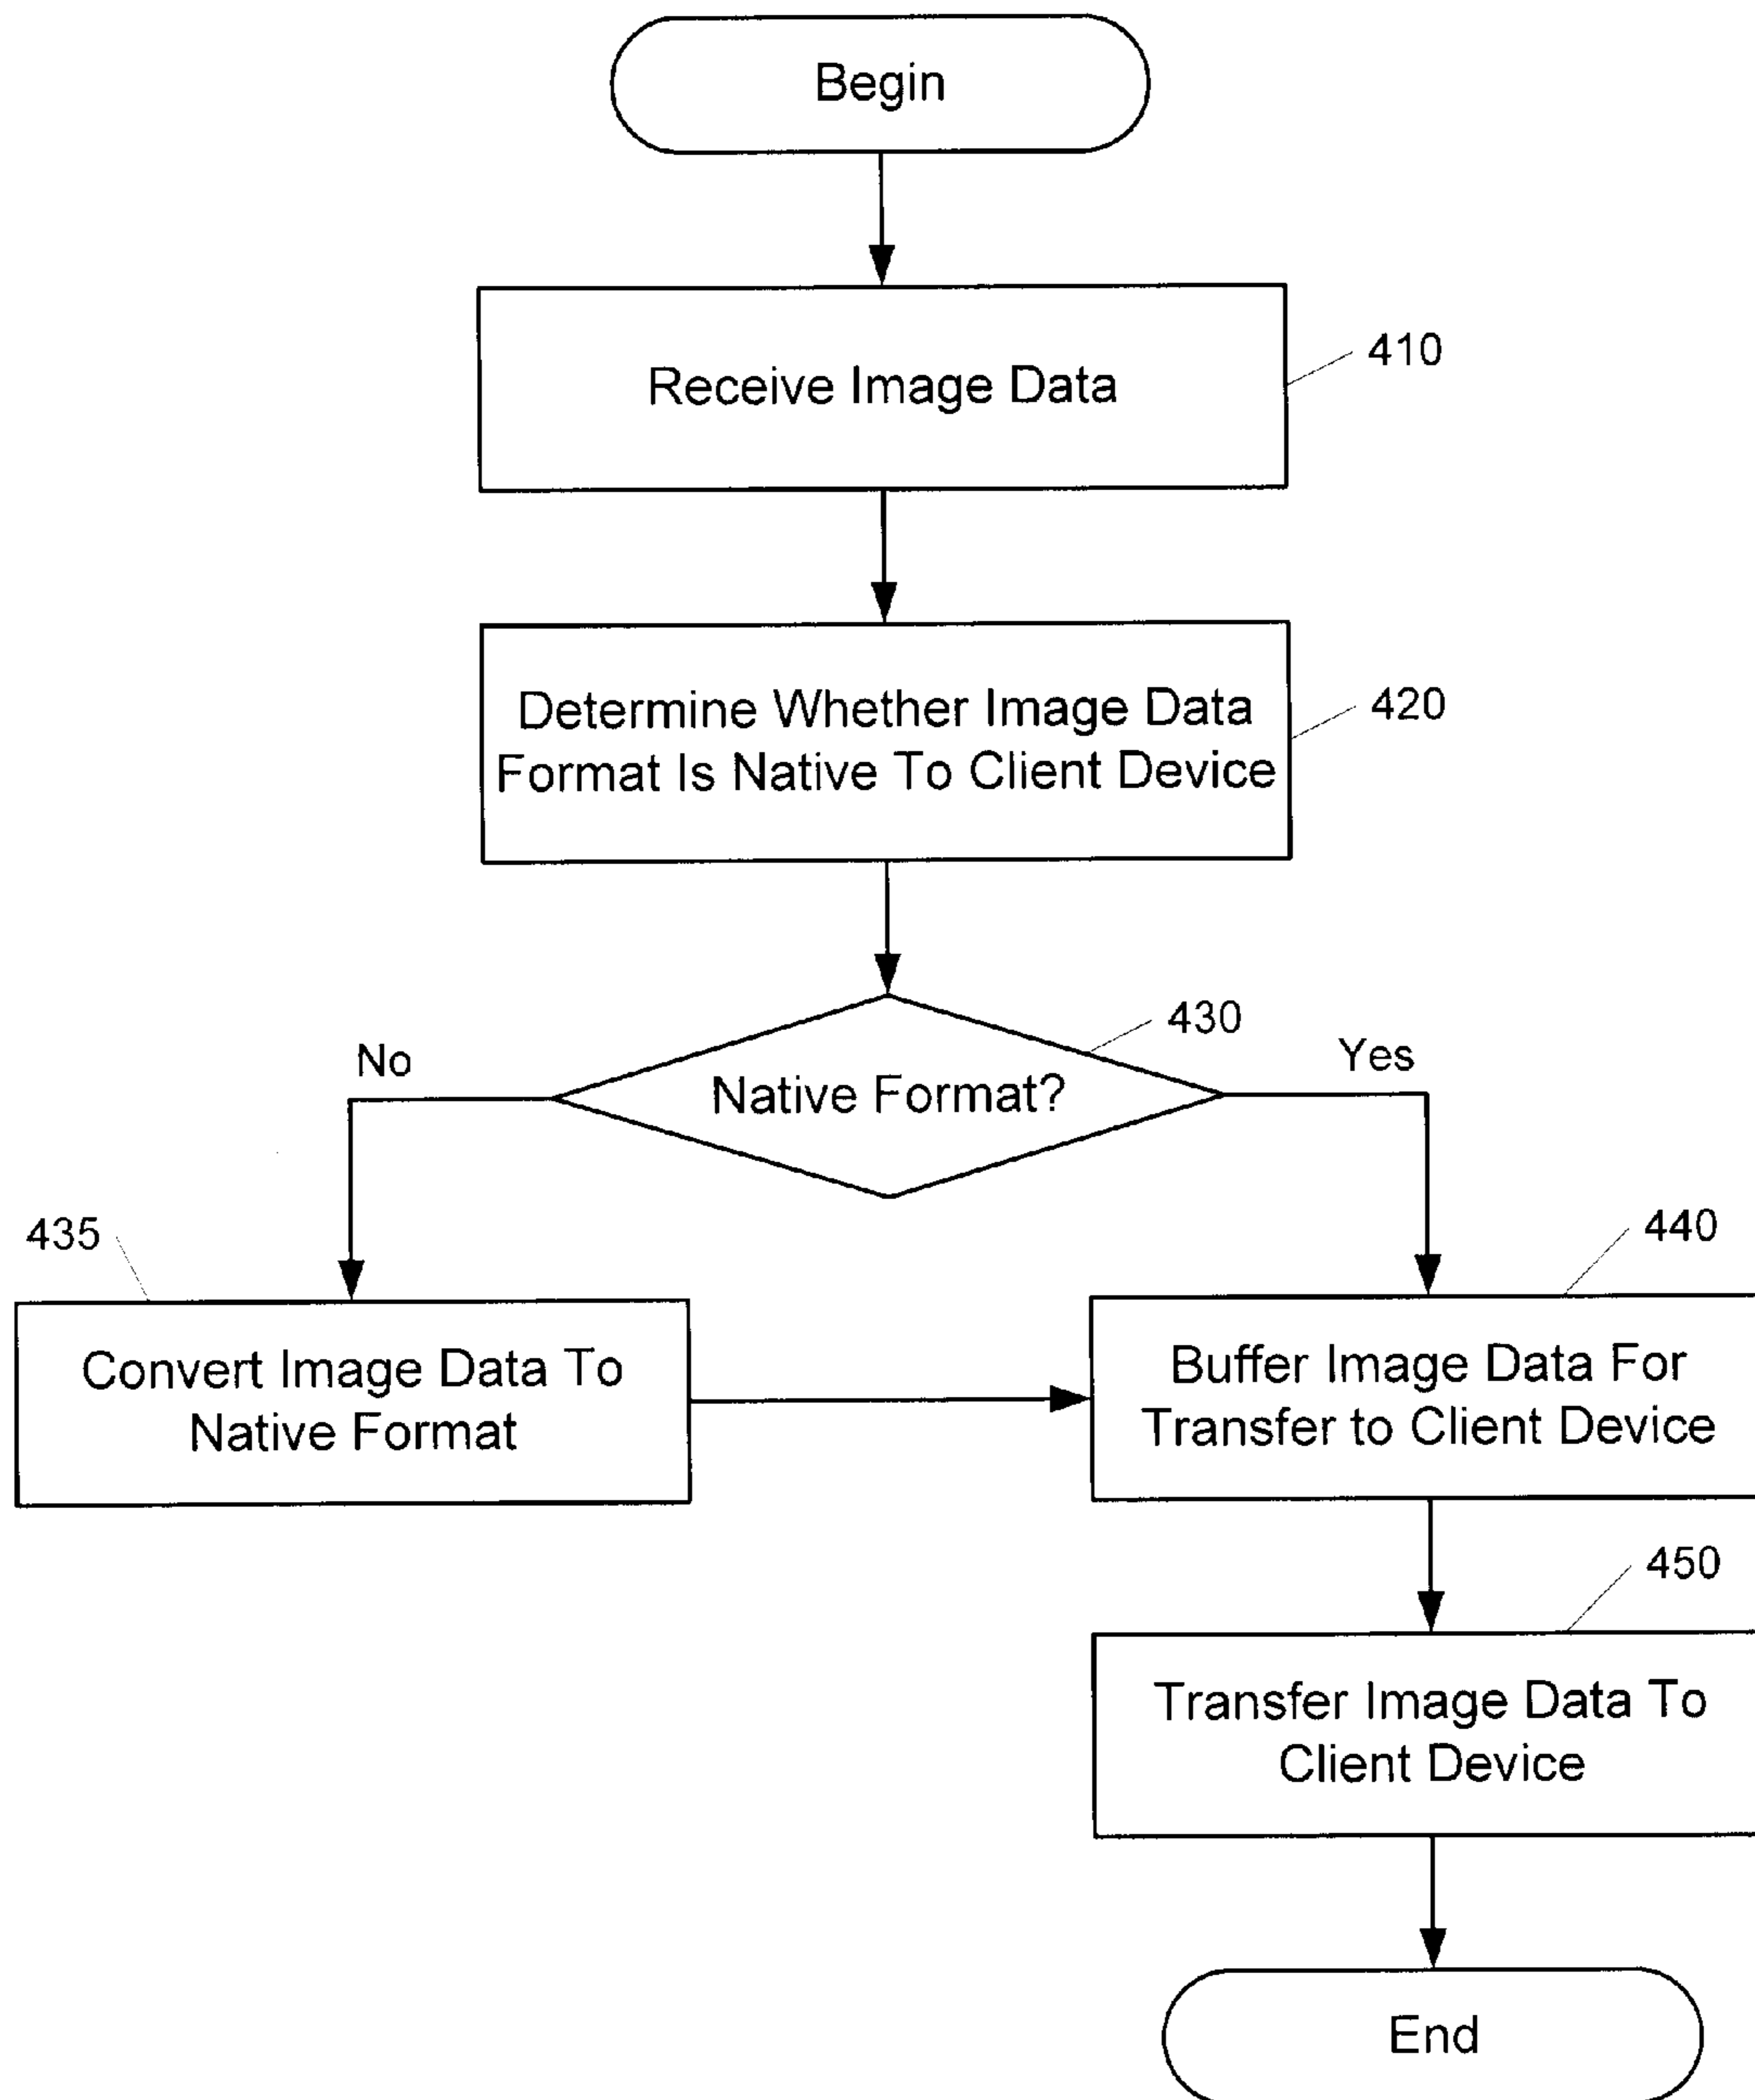 Begin
Receive Image Data
410
Determine Whether Image Data
Format Is Native To Client Device
420
430
No
Native Format?
Yes
435
Convert Image Data To
Native Format
440
Buffer Image Data For
Transfer to Client Device
450
Transfer Image Data To
Client Device
End